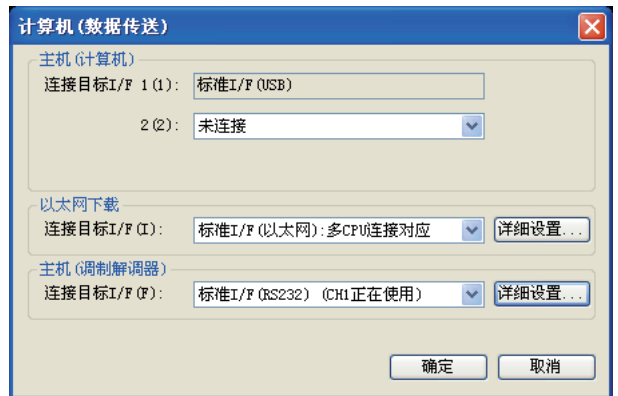 计算机(数据传送)
主机(计算机)
连接目标I/F 1(1): 标准I/F(USB)
2(2): 未连接
以太网下载
连接目标I/F(I): 标准I/F(以太网):多CPU连接对应 详细设置...
主机(调制解调器)
连接目标I/F(F): 标准I/F(RS232) (CH1正在使用) 详细设置...
确定 取消